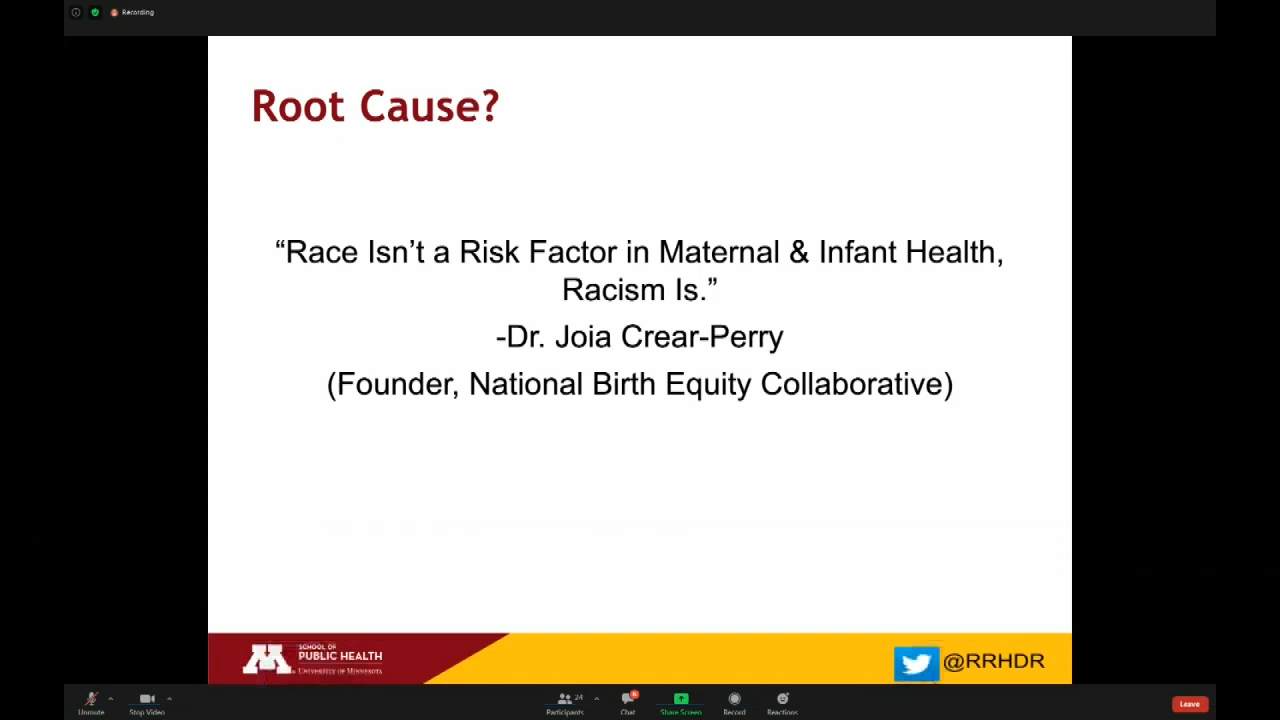 Recording
Root Cause?
“Race Isn’t a Risk Factor in Maternal & Infant Health,
Racism Is.”
-Dr. Joia Crear-Perry
(Founder, National Birth Equity Collaborative)
M
SCHOOL OF
PUBLIC HEALTH
UNIVERSITY OF MINNESOTA
@RRHDR
Unmute
Stop Video
24
Participants
Chat
Share Screen
Record
Reactions
Leave